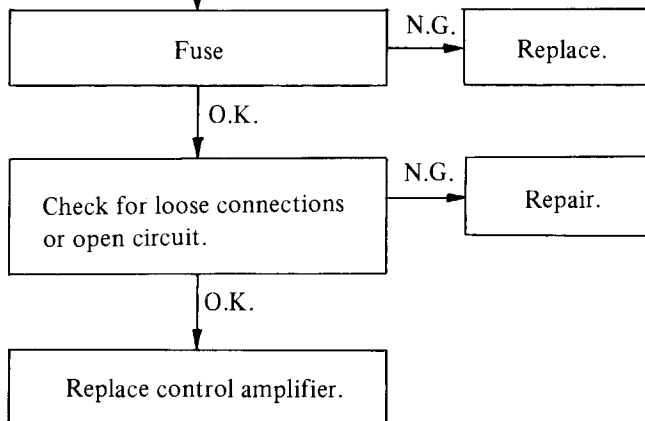 N.G.
Fuse
Replace.
O.K.
N.G.
Check for loose connections
or open circuit.
Repair.
O.K.
Replace control amplifier.